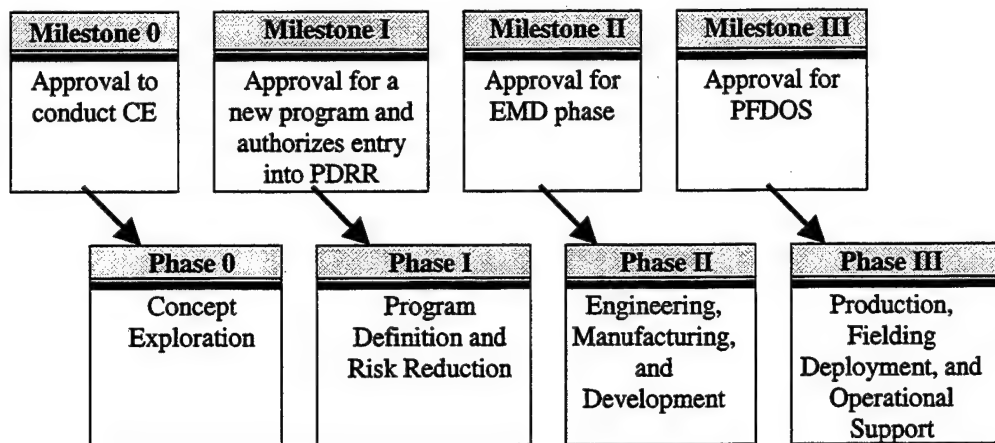 Milestone 0
Approval to
conduct CE
Milestone I
Approval for a
new program and
authorizes entry
into PDRR
Milestone II
Approval for
EMD phase
Milestone III
Approval for
PFDOS
Phase 0
Concept
Exploration
Phase I
Program
Definition and
Risk Reduction
Phase II
Engineering,
Manufacturing,
and
Development
Phase III
Production,
Fielding
Deployment, and
Operational
Support